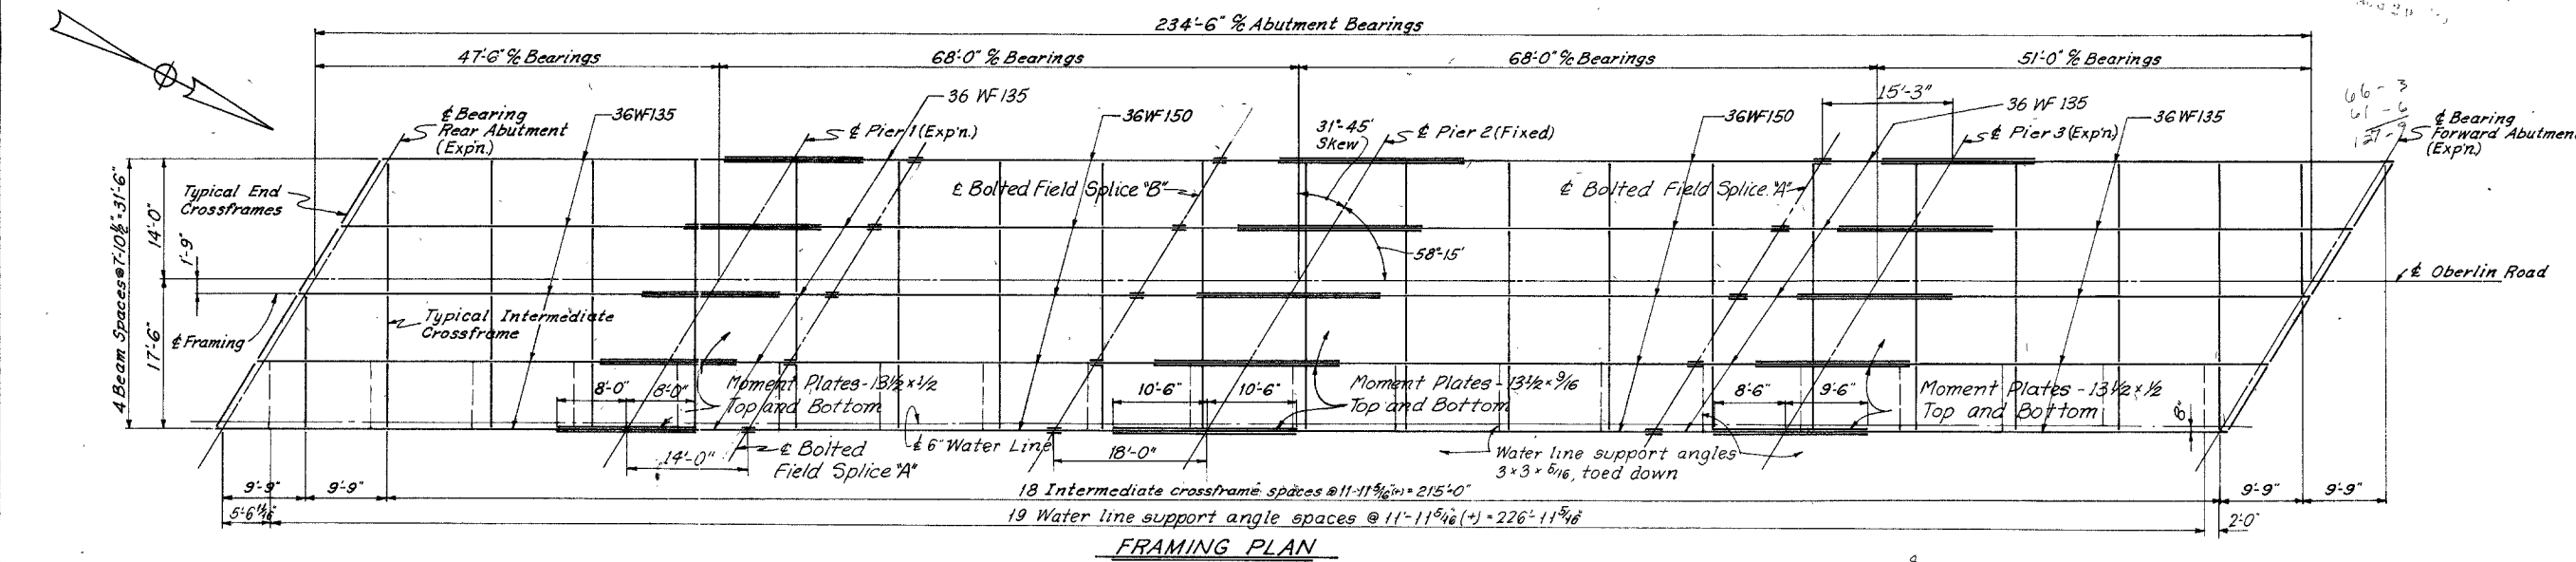 234'-6" c/c Abutment Bearings
47'-6" c/c Bearings
68'-0" c/c Bearings
68'-0" c/c Bearings
51'-0" c/c Bearings
15'-3"
66-3
61-6
127-9
℄ Bearing
Rear Abutment
(Exp'n.)
36WF135
36 WF 135
℄ Pier 1 (Exp'n.)
36WF150
31°-45'
Skew
℄ Pier 2 (Fixed)
36WF150
36 WF 135
℄ Pier 3 (Exp'n)
36WF135
℄ Bearing
Forward Abutment
(Exp'n)
Typical End
Crossframes
℄ Bolted Field Splice "B"
℄ Bolted Field Splice "A"
4 Beam Spaces @ 7'-10½" = 31'-6"
14'-0"
1'-9"
17'-6"
58°-15'
℄ Oberlin Road
℄ Framing
Typical Intermediate
Crossframe
8'-0"
8'-0"
Moment Plates - 13½ × ½
Top and Bottom
10'-6"
10'-6"
Moment Plates - 13½ × 9/16
Top and Bottom
8'-6"
9'-6"
Moment Plates - 13½ × ½
Top and Bottom
8"
14'-0"
℄ Bolted
Field Splice "A"
℄ 6" Water Line
18'-0"
Water line support angles
3 × 3 × 5/16, toed down
9'-9"
9'-9"
18 Intermediate crossframe spaces @ 11'-11 5/16"(+) = 215'-0"
9'-9"
9'-9"
5'-6 1/16"
19 Water line support angle spaces @ 11'-11 5/16 (+) = 226'-11 5/16"
2'-0"
FRAMING PLAN